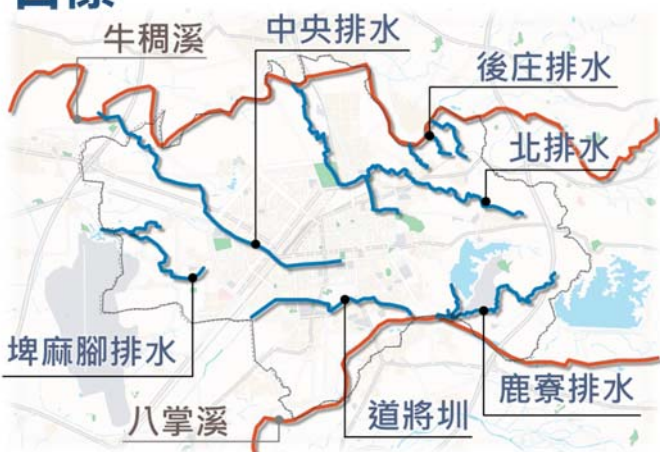 牛稠溪
中央排水
後庄排水
北排水
埤麻腳排水
八掌溪
道將圳
鹿寮排水